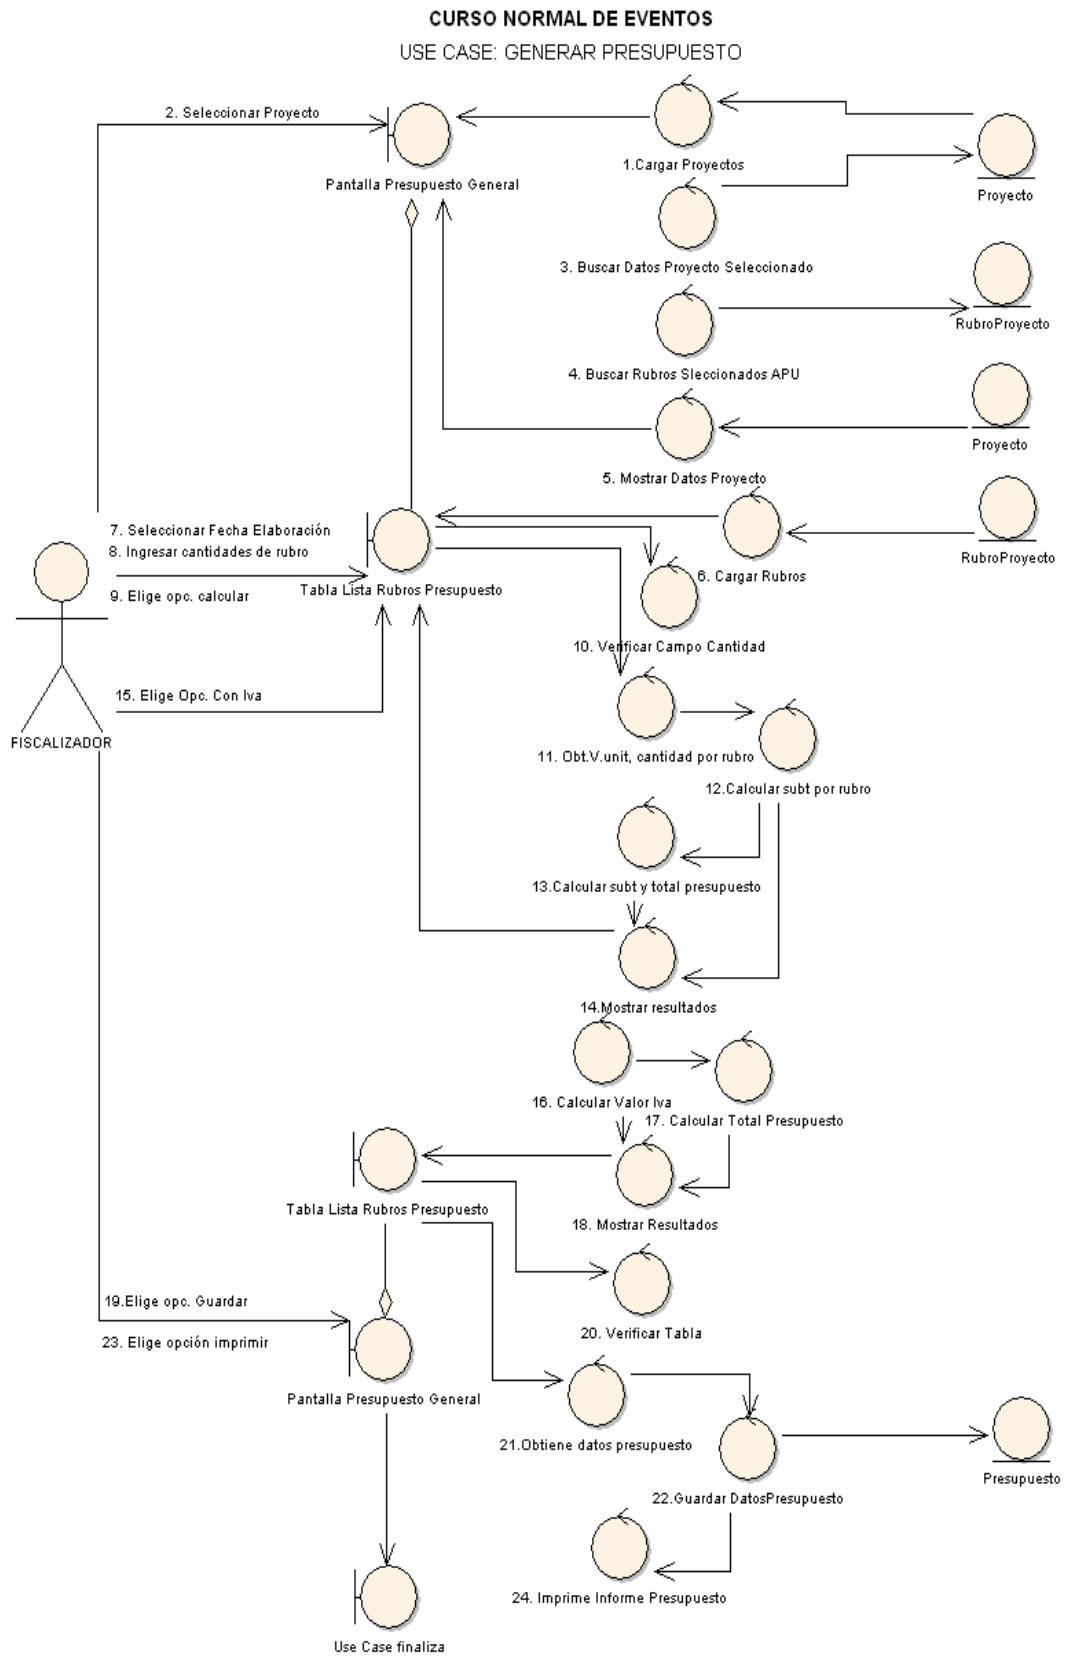 CURSO NORMAL DE EVENTOS
USE CASE: GENERAR PRESUPUESTO
2. Seleccionar Proyecto
Pantalla Presupuesto General
1.Cargar Proyectos
Proyecto
3. Buscar Datos Proyecto Seleccionado
RubroProyecto
4. Buscar Rubros Sleccionados APU
Proyecto
5. Mostrar Datos Proyecto
7. Seleccionar Fecha Elaboración
8. Ingresar cantidades de rubro
9. Elige opc. calcular
Tabla Lista Rubros Presupuesto
6. Cargar Rubros
RubroProyecto
10. Verificar Campo Cantidad
15. Elige Opc. Con Iva
FISCALIZADOR
11. Obt.V.unit, cantidad por rubro
12.Calcular subt por rubro
13.Calcular subt y total presupuesto
14.Mostrar resultados
16. Calcular Valor Iva
17. Calcular Total Presupuesto
Tabla Lista Rubros Presupuesto
18. Mostrar Resultados
19.Elige opc. Guardar
23. Elige opción imprimir
20. Verificar Tabla
Pantalla Presupuesto General
21.Obtiene datos presupuesto
22.Guardar DatosPresupuesto
Presupuesto
24. Imprime Informe Presupuesto
Use Case finaliza